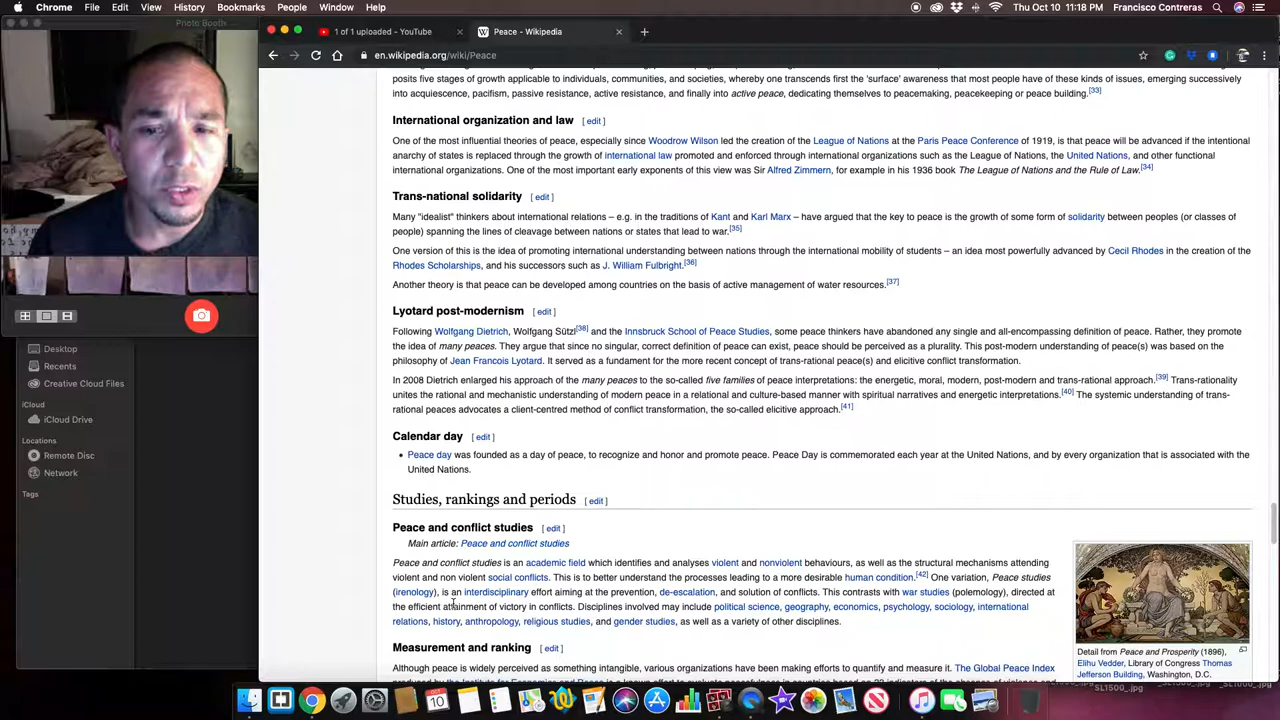 Chrome File Edit View History Bookmarks People Window Help Thu Oct 10 11:18 PM Francisco Contreras
Photo Booth
1 of 1 uploaded - YouTube
Peace - Wikipedia
en.wikipedia.org/wiki/Peace
posits five stages of growth applicable to individuals, communities, and societies, whereby one transcends first the 'surface' awareness that most people have of these kinds of issues, emerging successively
into acquiescence, pacifism, passive resistance, active resistance, and finally into active peace, dedicating themselves to peacemaking, peacekeeping or peace building.[33]
International organization and law [ edit ]
One of the most influential theories of peace, especially since Woodrow Wilson led the creation of the League of Nations at the Paris Peace Conference of 1919, is that peace will be advanced if the intentional
anarchy of states is replaced through the growth of international law promoted and enforced through international organizations such as the League of Nations, the United Nations, and other functional
international organizations. One of the most important early exponents of this view was Sir Alfred Zimmern, for example in his 1936 book The League of Nations and the Rule of Law.[34]
Trans-national solidarity [ edit ]
Many "idealist" thinkers about international relations – e.g. in the traditions of Kant and Karl Marx – have argued that the key to peace is the growth of some form of solidarity between peoples (or classes of
people) spanning the lines of cleavage between nations or states that lead to war.[35]
One version of this is the idea of promoting international understanding between nations through the international mobility of students – an idea most powerfully advanced by Cecil Rhodes in the creation of the
Rhodes Scholarships, and his successors such as J. William Fulbright.[36]
Another theory is that peace can be developed among countries on the basis of active management of water resources.[37]
Lyotard post-modernism [ edit ]
Following Wolfgang Dietrich, Wolfgang Sützl[38] and the Innsbruck School of Peace Studies, some peace thinkers have abandoned any single and all-encompassing definition of peace. Rather, they promote
the idea of many peaces. They argue that since no singular, correct definition of peace can exist, peace should be perceived as a plurality. This post-modern understanding of peace(s) was based on the
philosophy of Jean Francois Lyotard. It served as a fundament for the more recent concept of trans-rational peace(s) and elicitive conflict transformation.
In 2008 Dietrich enlarged his approach of the many peaces to the so-called five families of peace interpretations: the energetic, moral, modern, post-modern and trans-rational approach.[39] Trans-rationality
unites the rational and mechanistic understanding of modern peace in a relational and culture-based manner with spiritual narratives and energetic interpretations.[40] The systemic understanding of trans-
rational peaces advocates a client-centred method of conflict transformation, the so-called elicitive approach.[41]
Calendar day [ edit ]
• Peace day was founded as a day of peace, to recognize and honor and promote peace. Peace Day is commemorated each year at the United Nations, and by every organization that is associated with the
United Nations.
Studies, rankings and periods [ edit ]
Peace and conflict studies [ edit ]
Main article: Peace and conflict studies
Peace and conflict studies is an academic field which identifies and analyses violent and nonviolent behaviours, as well as the structural mechanisms attending
violent and non violent social conflicts. This is to better understand the processes leading to a more desirable human condition.[42] One variation, Peace studies
(irenology), is an interdisciplinary effort aiming at the prevention, de-escalation, and solution of conflicts. This contrasts with war studies (polemology), directed at
the efficient attainment of victory in conflicts. Disciplines involved may include political science, geography, economics, psychology, sociology, international
relations, history, anthropology, religious studies, and gender studies, as well as a variety of other disciplines.
Measurement and ranking [ edit ]
Although peace is widely perceived as something intangible, various organizations have been making efforts to quantify and measure it. The Global Peace Index
Detail from Peace and Prosperity (1896),
Elihu Vedder, Library of Congress Thomas
Jefferson Building, Washington, D.C.
Desktop
Recents
Creative Cloud Files
iCloud
iCloud Drive
Locations
Remote Disc
Network
Tags
10